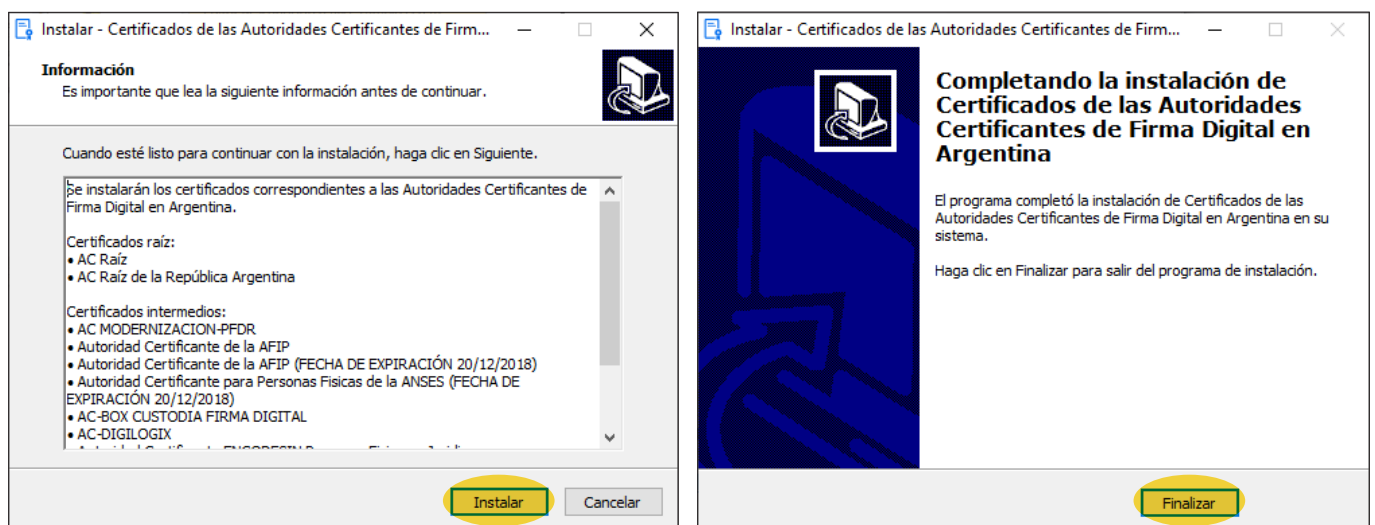 Instalar - Certificados de las Autoridades Certificantes de Firm...
Información
Es importante que lea la siguiente información antes de continuar.
Cuando esté listo para continuar con la instalación, haga clic en Siguiente.
Se instalarán los certificados correspondientes a las Autoridades Certificantes de
Firma Digital en Argentina.
Certificados raíz:
• AC Raíz
• AC Raíz de la República Argentina
Certificados intermedios:
• AC MODERNIZACION-PFDR
• Autoridad Certificante de la AFIP
• Autoridad Certificante de la AFIP (FECHA DE EXPIRACIÓN 20/12/2018)
• Autoridad Certificante para Personas Fisicas de la ANSES (FECHA DE
EXPIRACIÓN 20/12/2018)
• AC-BOX CUSTODIA FIRMA DIGITAL
• AC-DIGILOGIX
Instalar
Cancelar
Instalar - Certificados de las Autoridades Certificantes de Firm...
Completando la instalación de
Certificados de las Autoridades
Certificantes de Firma Digital en
Argentina
El programa completó la instalación de Certificados de las
Autoridades Certificantes de Firma Digital en Argentina en su
sistema.
Haga clic en Finalizar para salir del programa de instalación.
Finalizar